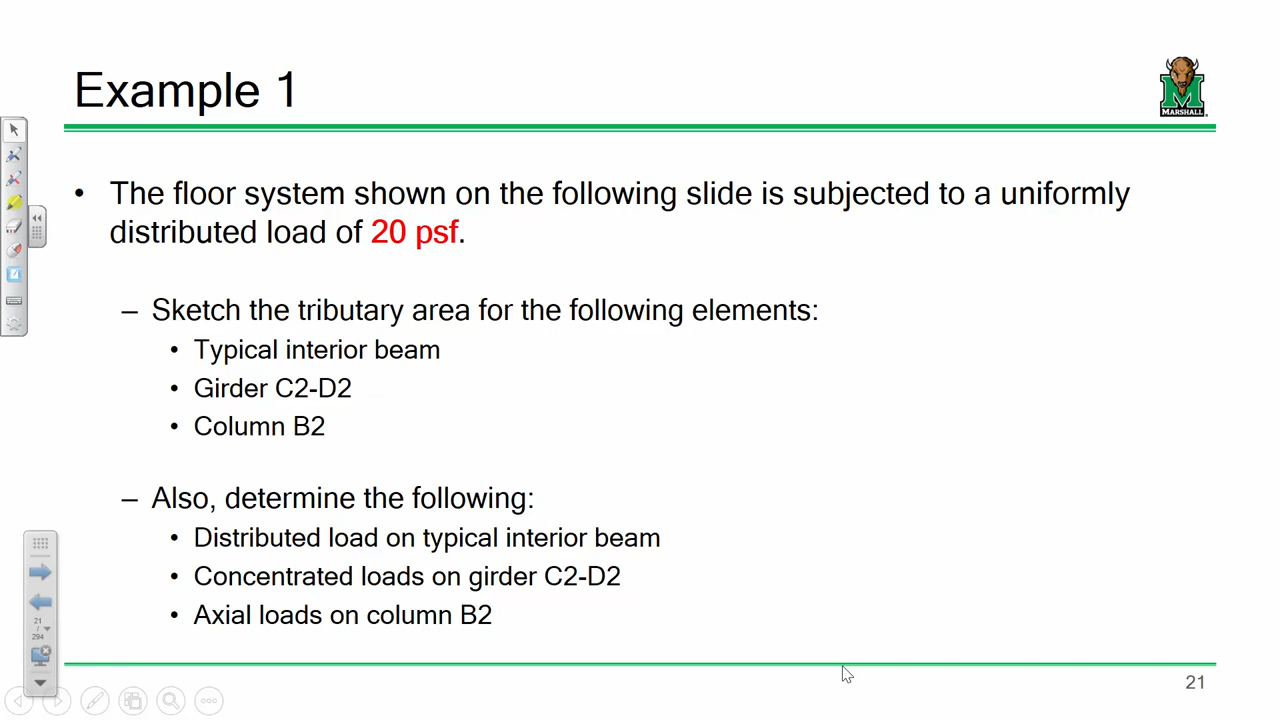 Example 1
MARSHALL
• The floor system shown on the following slide is subjected to a uniformly
distributed load of 20 psf.
– Sketch the tributary area for the following elements:
• Typical interior beam
• Girder C2-D2
• Column B2
– Also, determine the following:
• Distributed load on typical interior beam
• Concentrated loads on girder C2-D2
• Axial loads on column B2
21
/
294
21